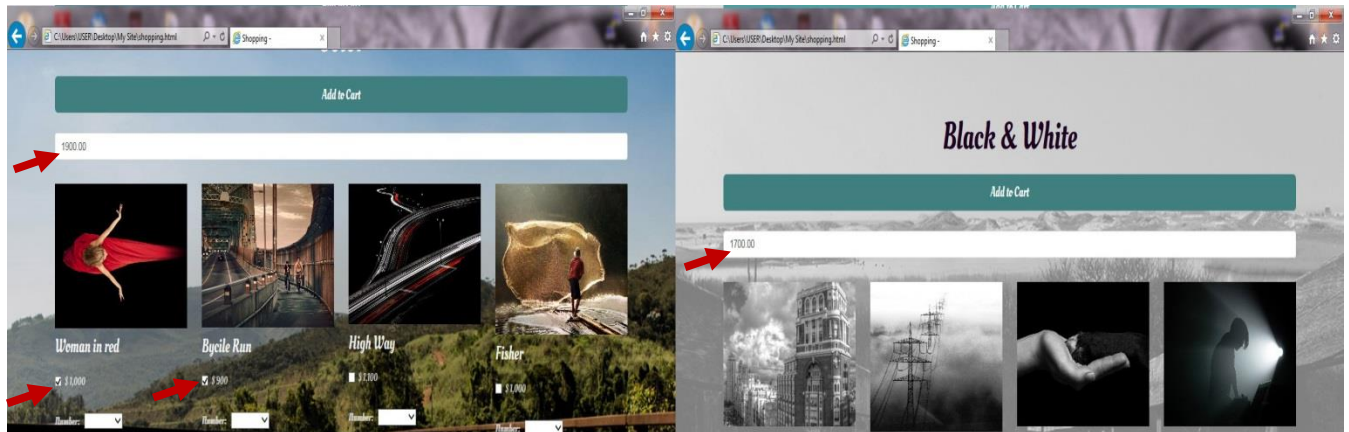 C:\Users\USER\Desktop\My Site\shopping.html
Shopping -
Add to Cart
1900.00
Woman in red
Bycile Run
High Way
Fisher
$ 1,000
$ 900
$ 1,100
$ 1,000
Number:
Number:
Number:
Number:
C:\Users\USER\Desktop\My Site\shopping.html
Shopping -
Black & White
Add to Cart
1700.00